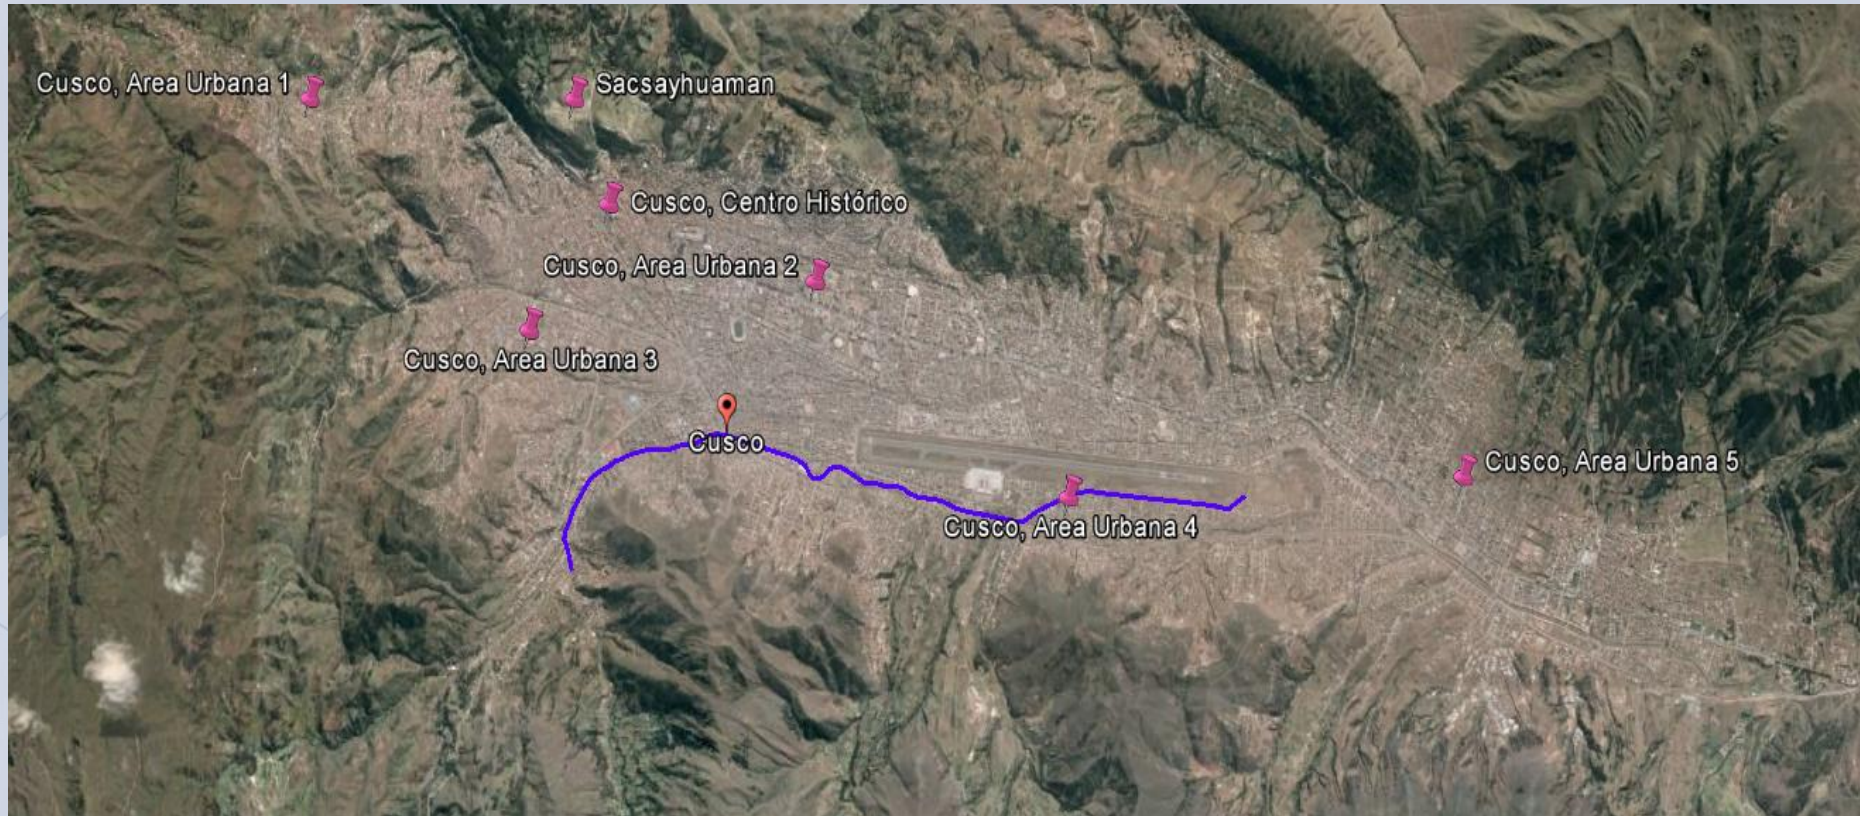 Cusco, Area Urbana 1
Sacsayhuaman
Cusco, Centro Histórico
Cusco, Area Urbana 2
Cusco, Area Urbana 3
Cusco
Cusco, Area Urbana 5
Cusco, Area Urbana 4